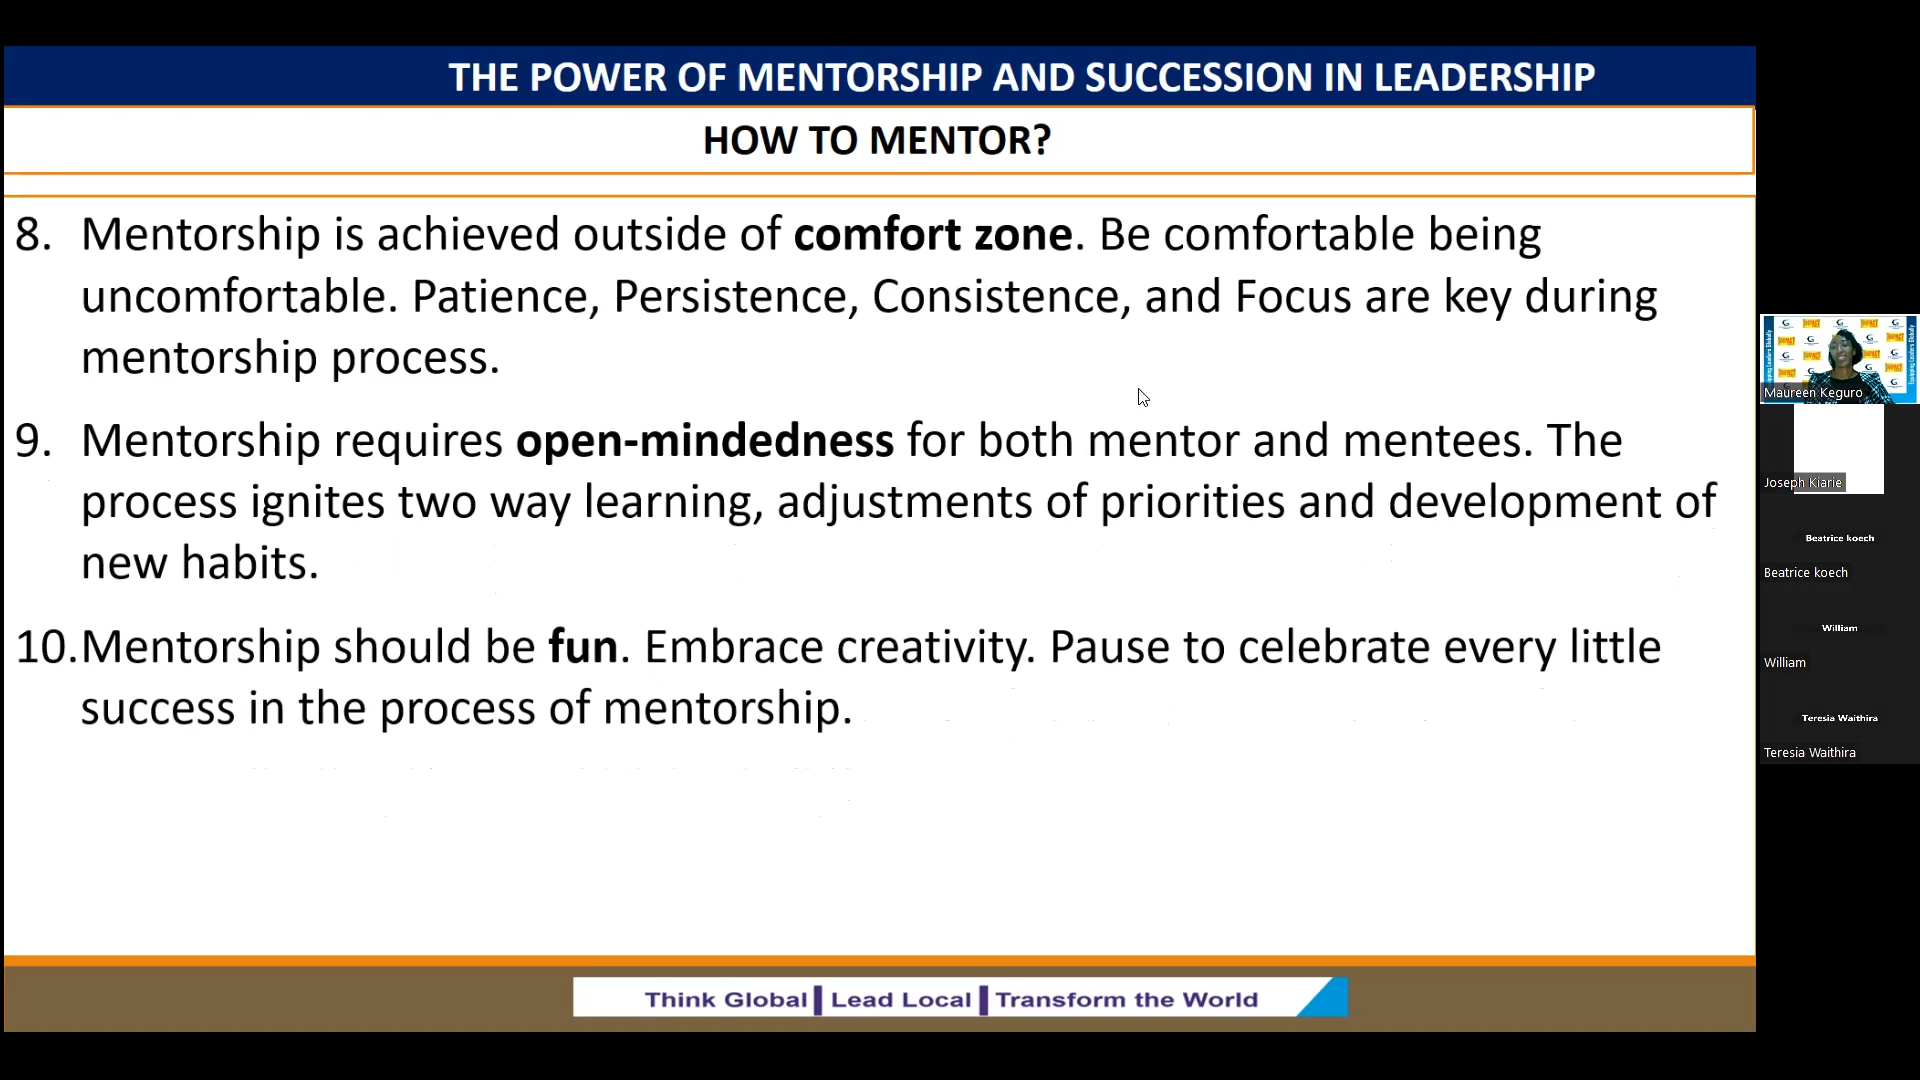 THE POWER OF MENTORSHIP AND SUCCESSION IN LEADERSHIP
HOW TO MENTOR?
8. Mentorship is achieved outside of comfort zone. Be comfortable being
uncomfortable. Patience, Persistence, Consistence, and Focus are key during
mentorship process.
9. Mentorship requires open-mindedness for both mentor and mentees. The
process ignites two way learning, adjustments of priorities and development of
new habits.
10. Mentorship should be fun. Embrace creativity. Pause to celebrate every little
success in the process of mentorship.
Think Global | Lead Local | Transform the World
Maureen Keguro
Joseph Kiarie
Beatrice koech
Beatrice koech
William
William
Teresia Waithira
Teresia Waithira